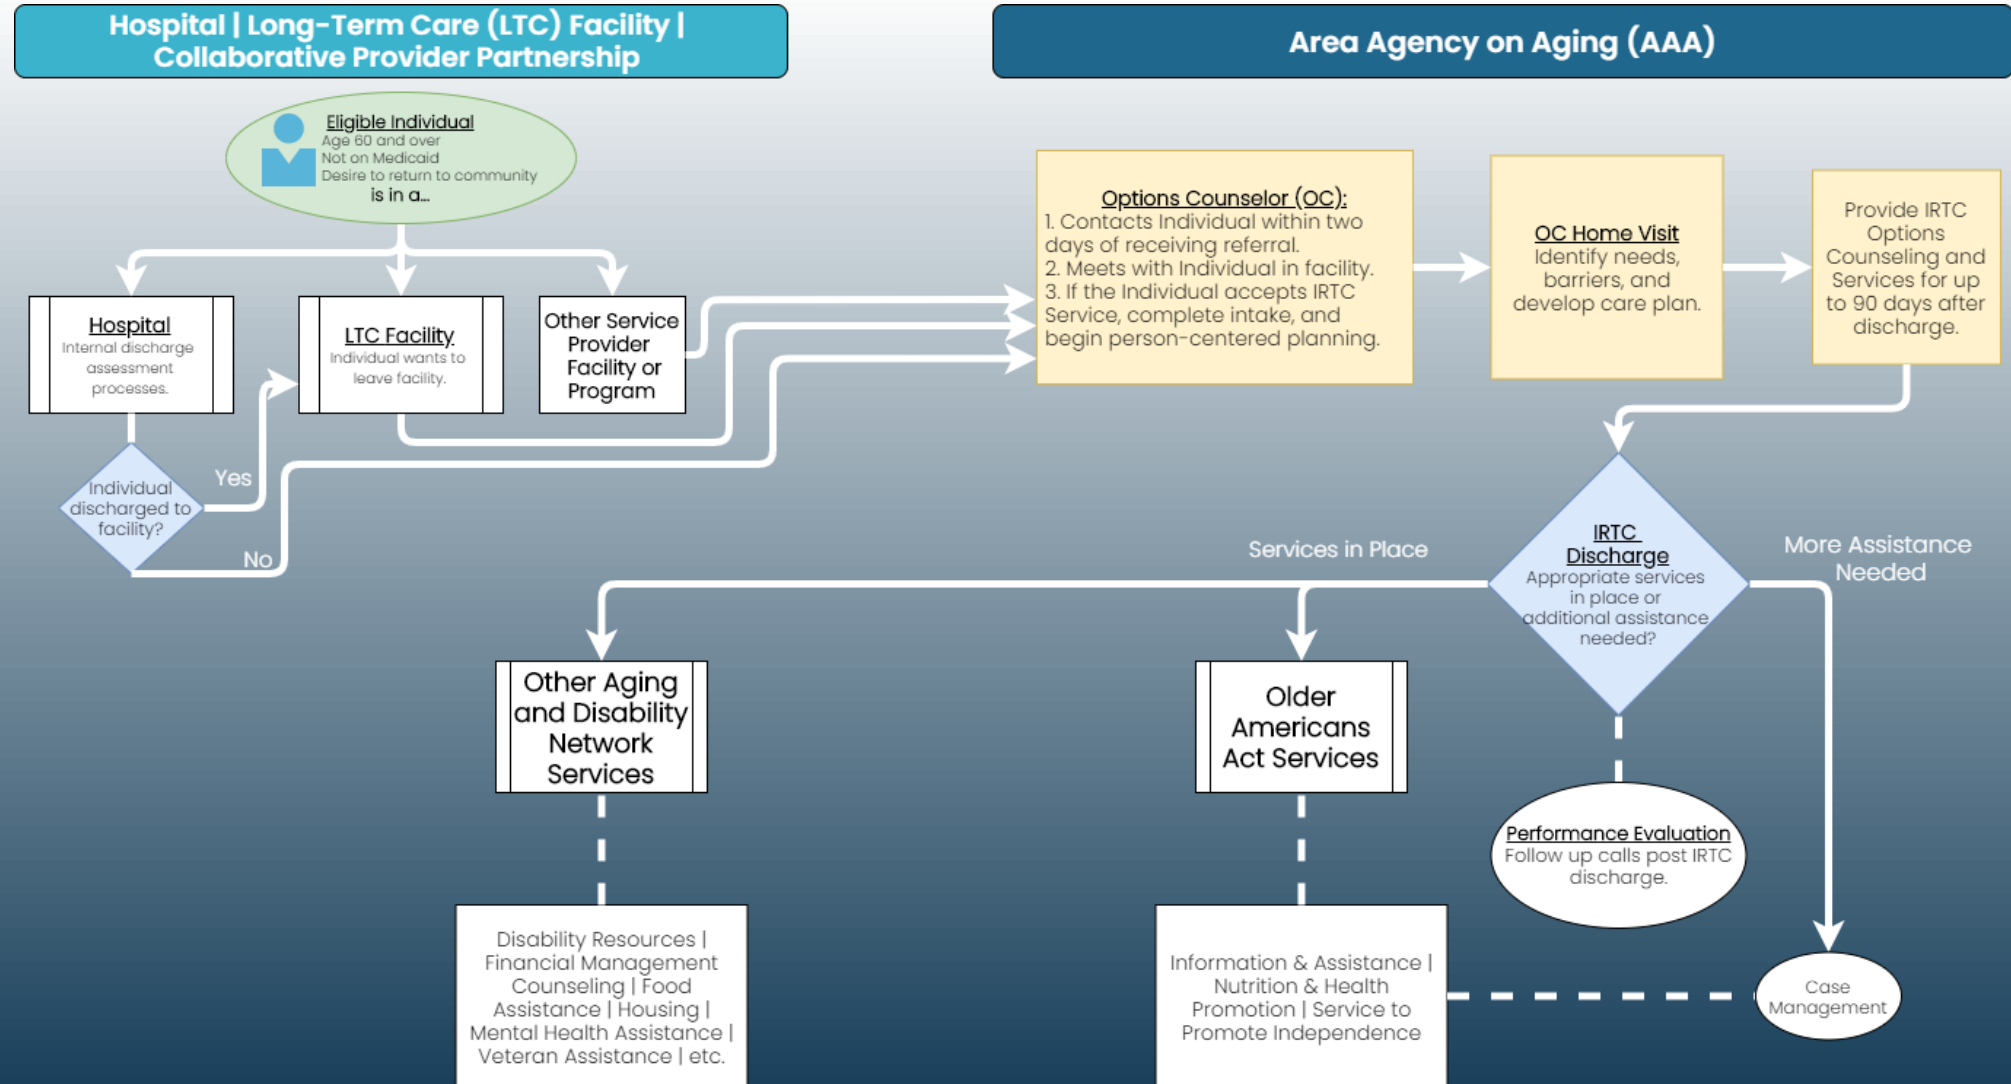 Hospital | Long-Term Care (LTC) Facility |
Collaborative Provider Partnership
Area Agency on Aging (AAA)
Eligible Individual
Age 60 and over
Not on Medicaid
Desire to return to community
is in a...
Hospital
Internal discharge
assessment
processes.
LTC Facility
Individual wants to
leave facility.
Other Service
Provider
Facility or
Program
Individual
discharged to
facility?
Yes
No
Options Counselor (OC):
1. Contacts Individual within two
days of receiving referral.
2. Meets with Individual in facility.
3. If the Individual accepts IRTC
Service, complete intake, and
begin person-centered planning.
OC Home Visit
Identify needs,
barriers, and
develop care plan.
Provide IRTC
Options
Counseling and
Services for up
to 90 days after
discharge.
IRTC
Discharge
Appropriate services
in place or
additional assistance
needed?
Services in Place
More Assistance
Needed
Other Aging
and Disability
Network
Services
Older
Americans
Act Services
Performance Evaluation
Follow up calls post IRTC
discharge.
Disability Resources |
Financial Management
Counseling | Food
Assistance | Housing |
Mental Health Assistance |
Veteran Assistance | etc.
Information & Assistance |
Nutrition & Health
Promotion | Service to
Promote Independence
Case
Management